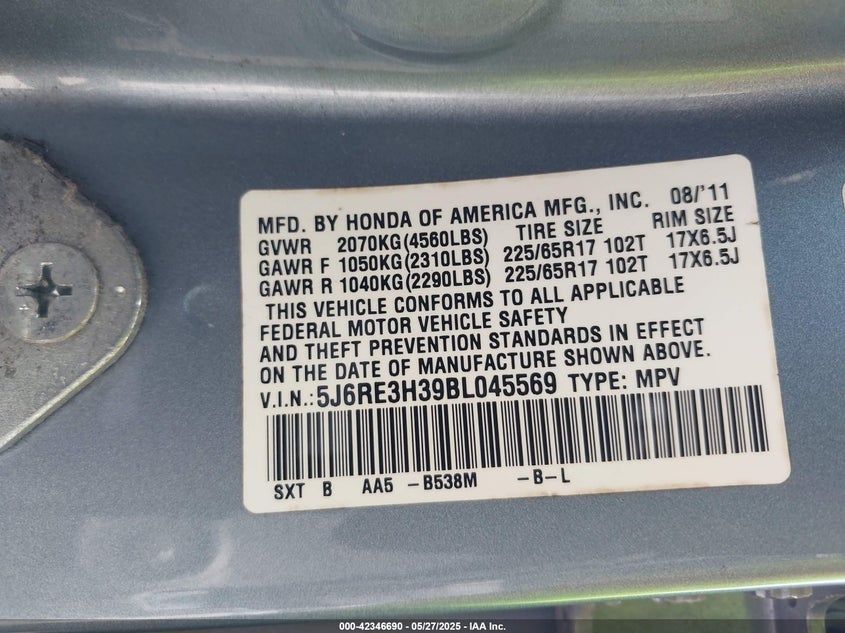 MFD. BY HONDA OF AMERICA MFG., INC. 08/'11
GVWR 2070KG(4560LBS) TIRE SIZE RIM SIZE
GAWR F 1050KG(2310LBS) 225/65R17 102T 17X6.5J
GAWR R 1040KG(2290LBS) 225/65R17 102T 17X6.5J
THIS VEHICLE CONFORMS TO ALL APPLICABLE
FEDERAL MOTOR VEHICLE SAFETY
AND THEFT PREVENTION STANDARDS IN EFFECT
ON THE DATE OF MANUFACTURE SHOWN ABOVE.
V.I.N.:5J6RE3H39BL045569 TYPE: MPV
SXT B AA5 -B538M -B-L
000-42346690 - 05/27/2025 - IAA Inc.